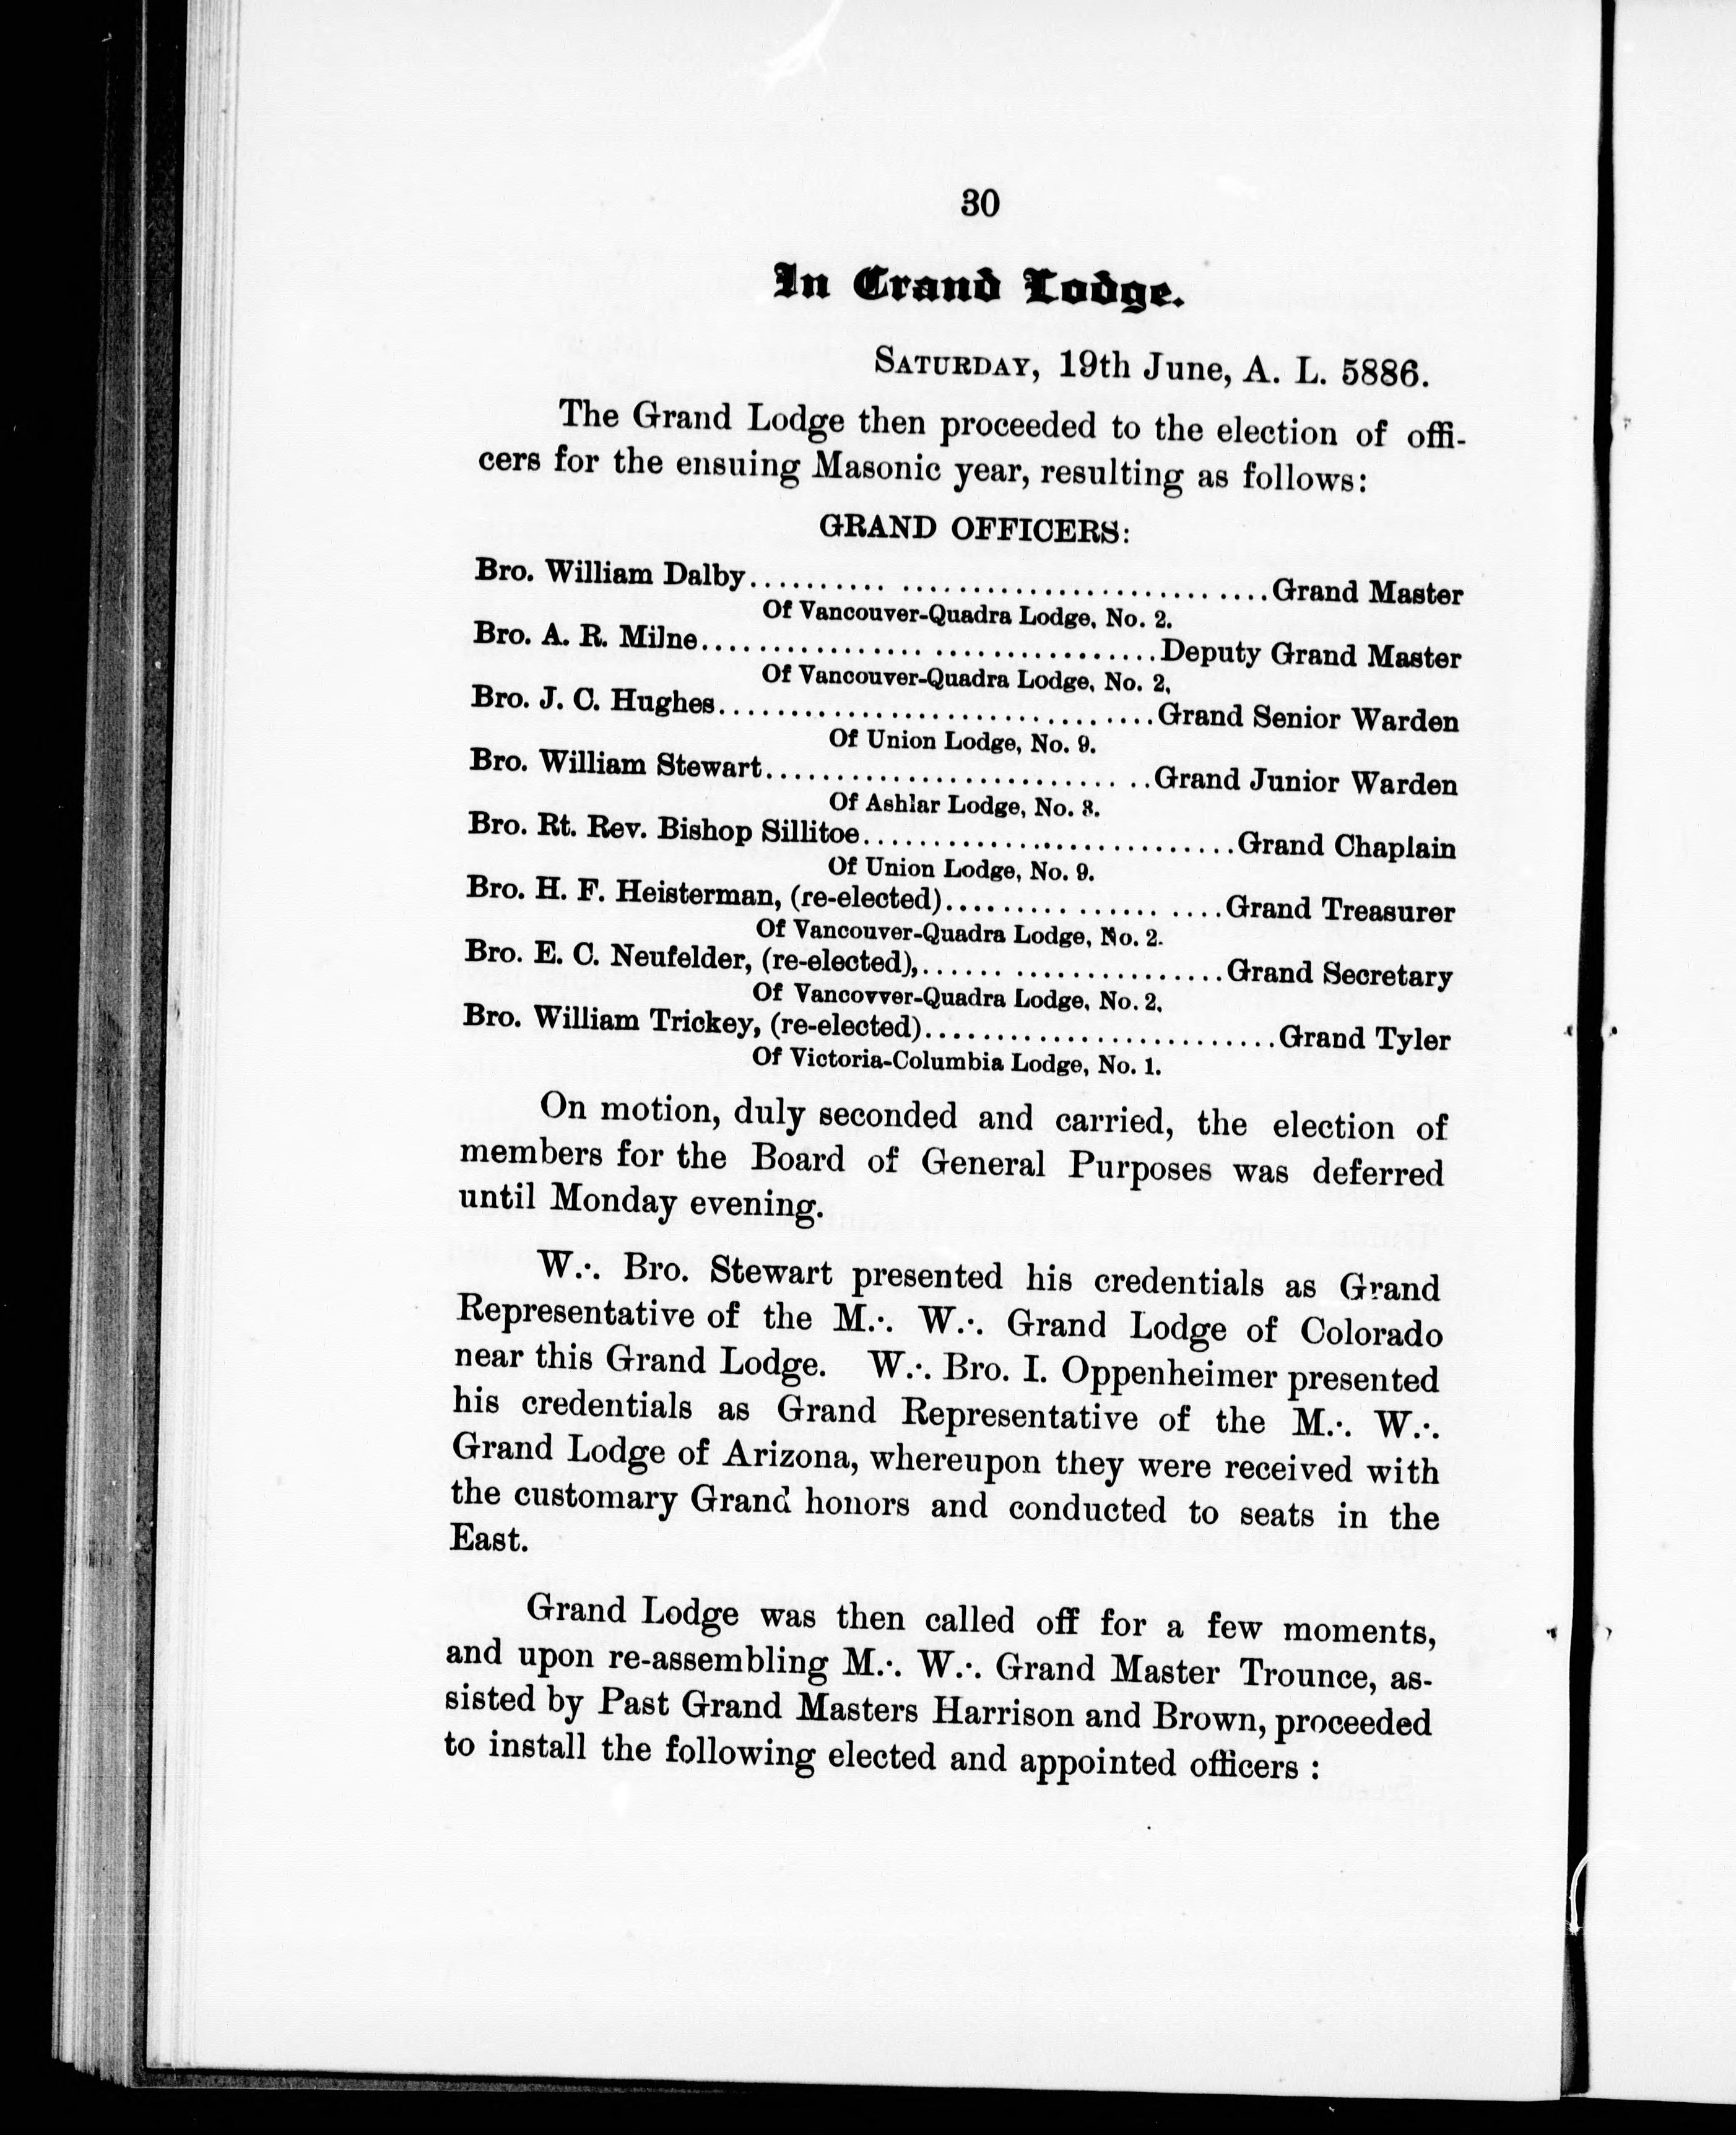 30
In Grand Lodge.
SATURDAY, 19th June, A. L. 5886.
The Grand Lodge then proceeded to the election of offi-
cers for the ensuing Masonic year, resulting as follows:
GRAND OFFICERS:
Bro. William Dalby.......... ........................... ....Grand Master
Of Vancouver-Quadra Lodge, No. 2.
Bro. A. R. Milne................. ................Deputy Grand Master
Of Vancouver-Quadra Lodge, No. 2,
Bro. J. C. Hughes.................................Grand Senior Warden
Of Union Lodge, No. 9.
Bro. William Stewart......................... ..Grand Junior Warden
Of Ashlar Lodge, No. 3.
Bro. Rt. Rev. Bishop Sillitoe............................Grand Chaplain
Of Union Lodge, No. 9.
Bro. H. F. Heisterman, (re-elected)......... ...... ....Grand Treasurer
Of Vancouver-Quadra Lodge, No. 2.
Bro. E. C. Neufelder, (re-elected),...... ...............Grand Secretary
Of Vancovver-Quadra Lodge, No. 2,
Bro. William Trickey, (re-elected).........................Grand Tyler
Of Victoria-Columbia Lodge, No. 1.
On motion, duly seconded and carried, the election of
members for the Board of General Purposes was deferred
until Monday evening.
W.·. Bro. Stewart presented his credentials as Grand
Representative of the M.·. W.·. Grand Lodge of Colorado
near this Grand Lodge. W.·. Bro. I. Oppenheimer presented
his credentials as Grand Representative of the M.·. W.·.
Grand Lodge of Arizona, whereupon they were received with
the customary Grand honors and conducted to seats in the
East.
Grand Lodge was then called off for a few moments,
and upon re-assembling M.·. W.·. Grand Master Trounce, as-
sisted by Past Grand Masters Harrison and Brown, proceeded
to install the following elected and appointed officers :